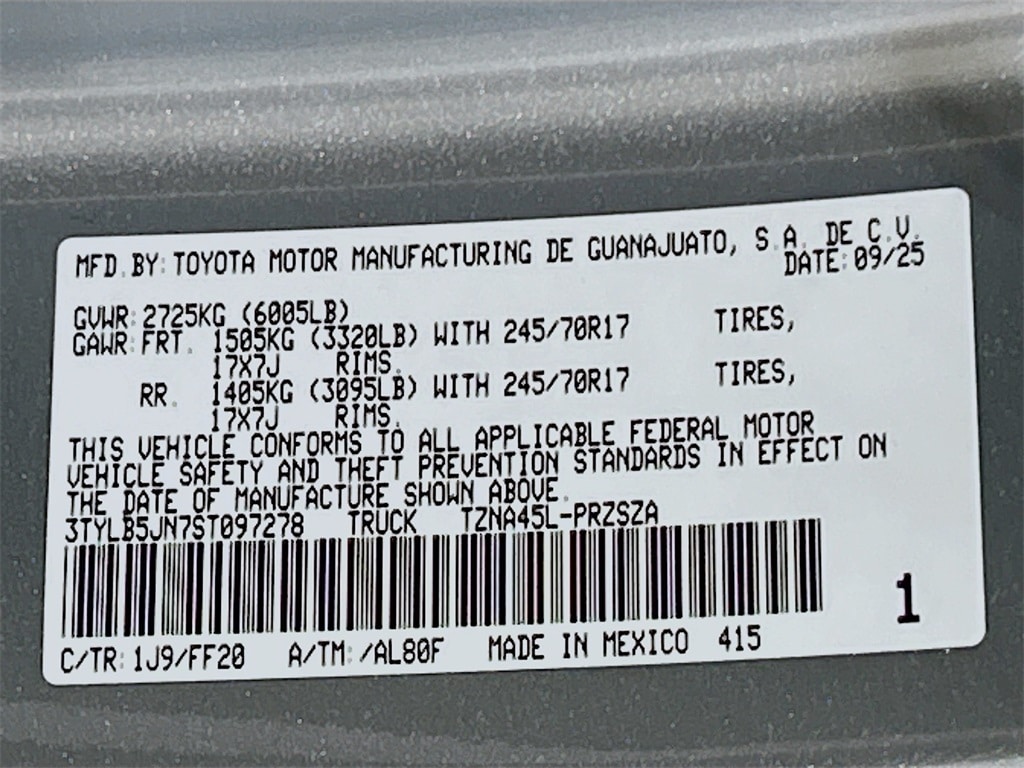 MFD. BY: TOYOTA MOTOR MANUFACTURING DE GUANAJUATO, S.A. DE C.V.
DATE: 09/25
GVWR: 2725KG (6005LB)
GAWR: FRT. 1505KG (3320LB) WITH 245/70R17 TIRES,
17X7J RIMS.
RR. 1405KG (3095LB) WITH 245/70R17 TIRES,
17X7J RIMS.
THIS VEHICLE CONFORMS TO ALL APPLICABLE FEDERAL MOTOR
VEHICLE SAFETY AND THEFT PREVENTION STANDARDS IN EFFECT ON
THE DATE OF MANUFACTURE SHOWN ABOVE.
3TYLB5JN7ST097278 TRUCK TZNA45L-PRZSZA
1
C/TR: 1J9/FF20 A/TM: /AL80F MADE IN MEXICO 415